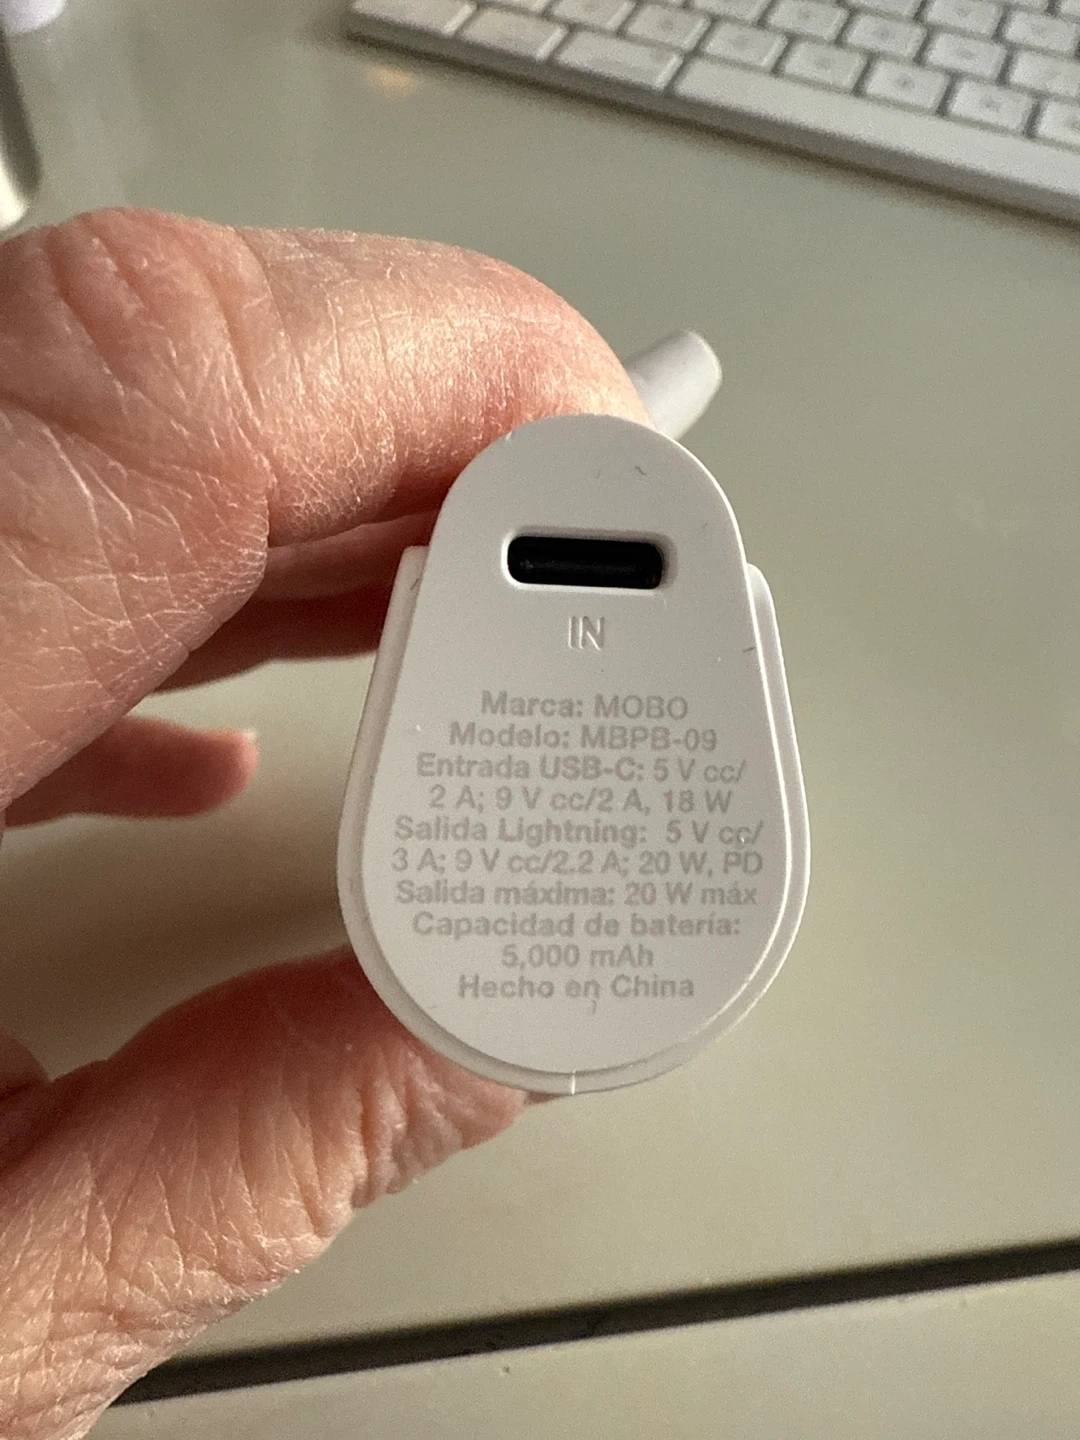 IN
Marca: MOBO
Modelo: MBPB-09
Entrada USB-C: 5 V cc/
2 A; 9 V cc/2 A, 18 W
Salida Lightning: 5 V cc/
3 A; 9 V cc/2.2 A; 20 W, PD
Salida máxima: 20 W máx
Capacidad de batería:
5,000 mAh
Hecho en China